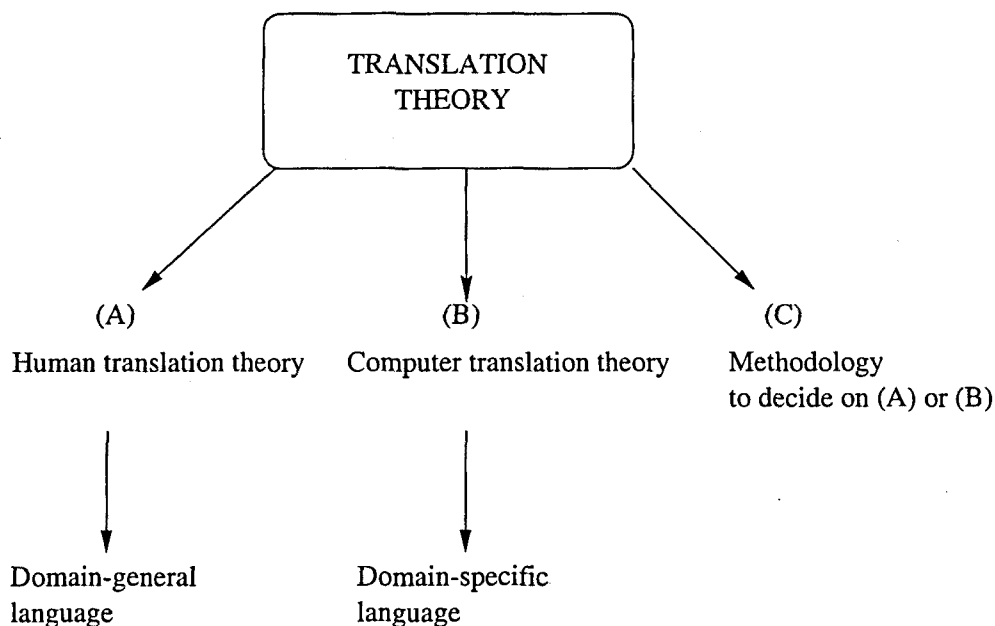 TRANSLATION
THEORY
(A)
Human translation theory
(B)
Computer translation theory
(C)
Methodology
to decide on (A) or (B)
Domain-general
language
Domain-specific
language